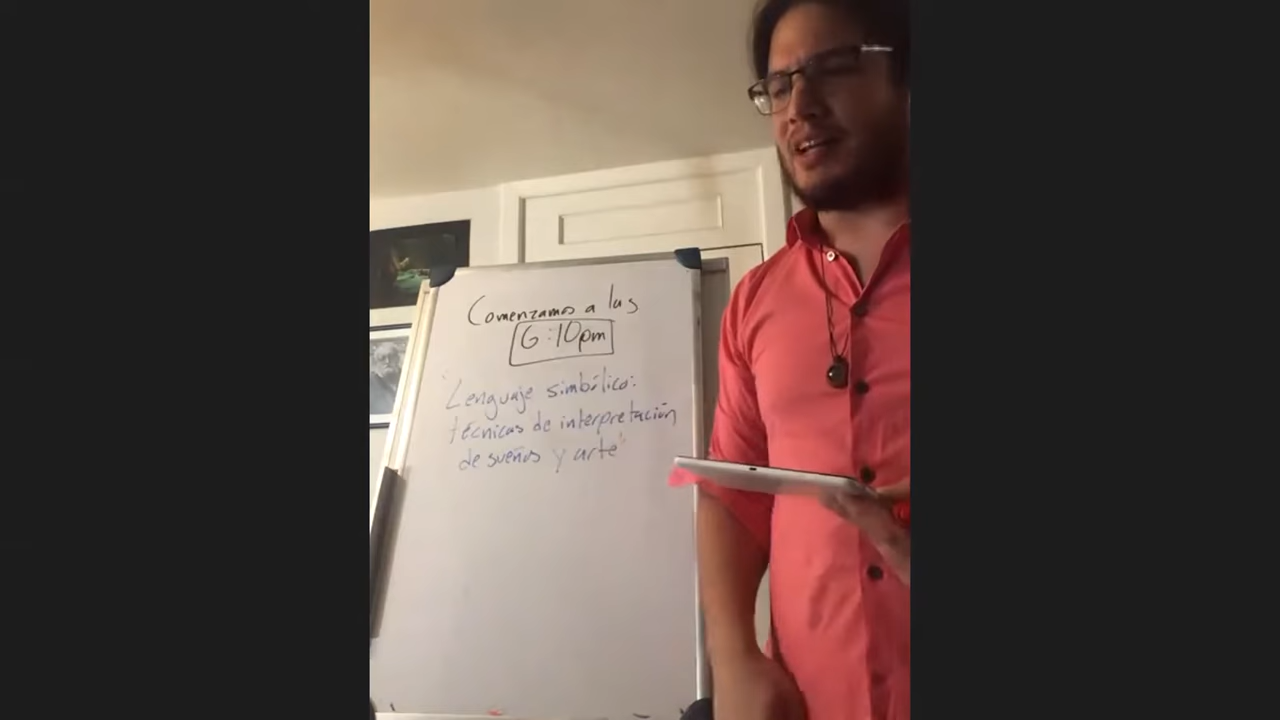 Comenzamos a las
6:10pm
"Lenguaje simbólico:
técnicas de interpretación
de sueños y arte"